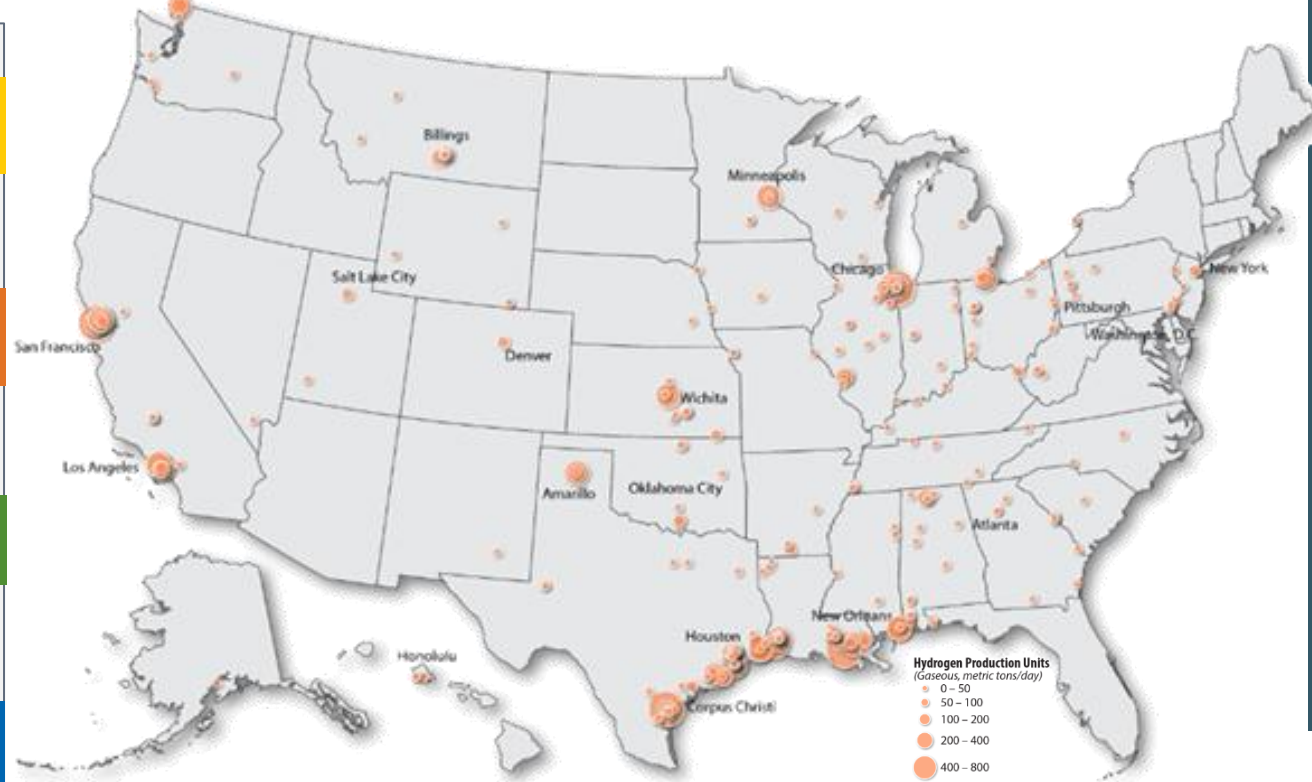 Billings
Minneapolis
Chicago
New York
Salt Lake City
Pittsburgh
San Francisco
Washington, D.C.
Denver
Wichita
Los Angeles
Amarillo
Oklahoma City
Atlanta
New Orleans
Houston
Honolulu
Corpus Christi
Hydrogen Production Units
(Gaseous, metric tons/day)
0 – 50
50 – 100
100 – 200
200 – 400
400 – 800